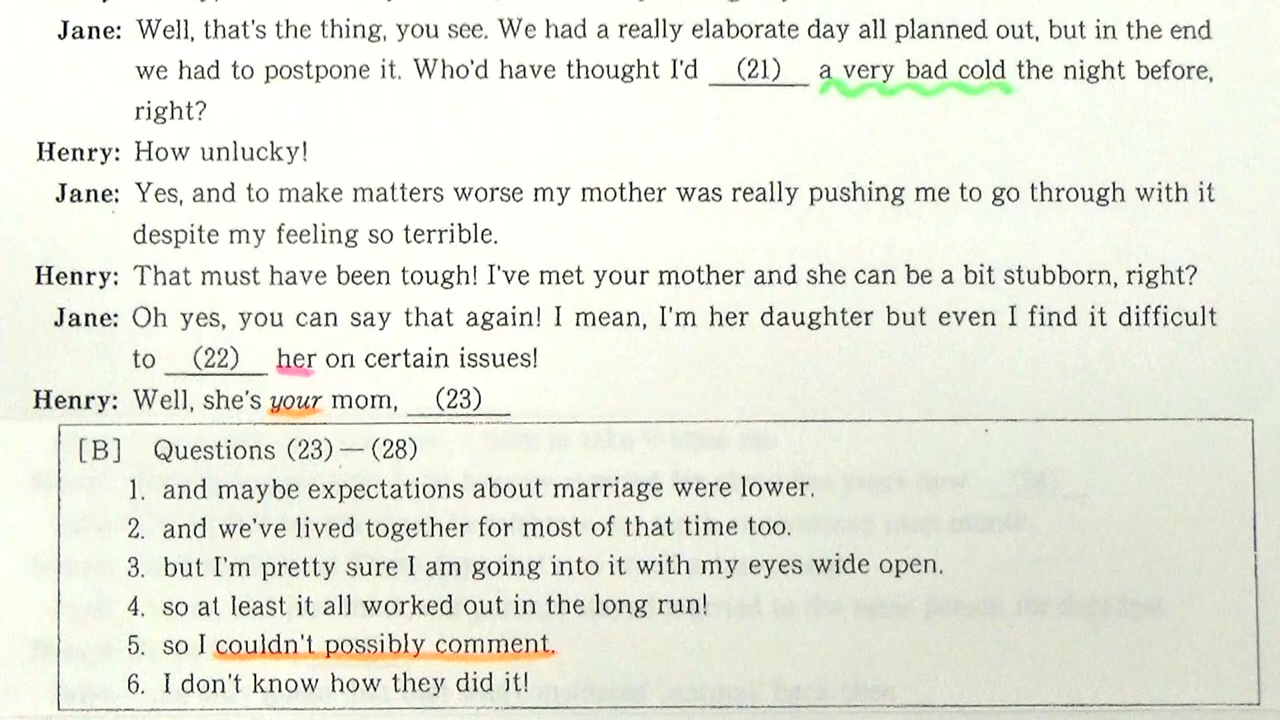 Jane: Well, that's the thing, you see. We had a really elaborate day all planned out, but in the end
we had to postpone it. Who'd have thought I'd (21) a very bad cold the night before,
right?
Henry: How unlucky!
Jane: Yes, and to make matters worse my mother was really pushing me to go through with it
despite my feeling so terrible.
Henry: That must have been tough! I've met your mother and she can be a bit stubborn, right?
Jane: Oh yes, you can say that again! I mean, I'm her daughter but even I find it difficult
to (22) her on certain issues!
Henry: Well, she's your mom, (23)
[B] Questions (23)—(28)
1. and maybe expectations about marriage were lower.
2. and we've lived together for most of that time too.
3. but I'm pretty sure I am going into it with my eyes wide open.
4. so at least it all worked out in the long run!
5. so I couldn't possibly comment.
6. I don't know how they did it!